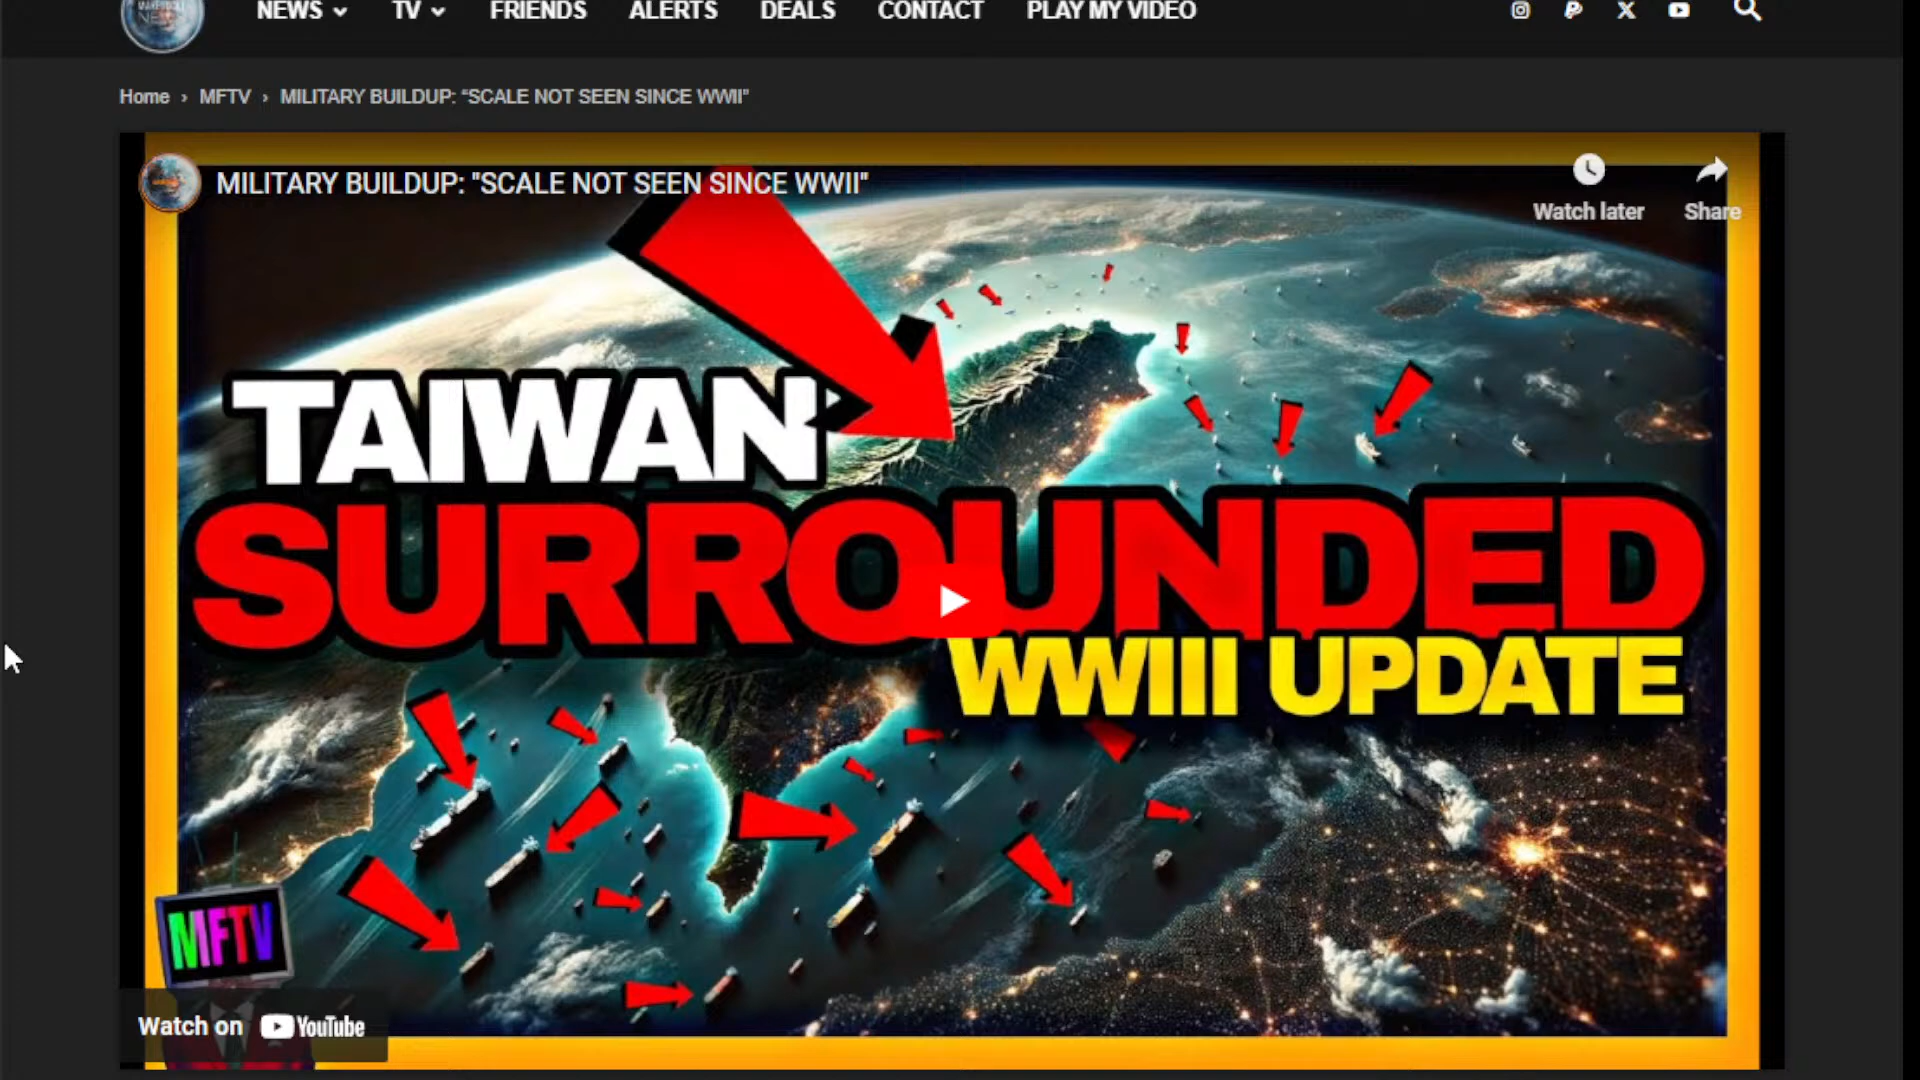 NEWS TV FRIENDS ALERTS DEALS CONTACT PLAY MY VIDEO
Home › MFTV › MILITARY BUILDUP: “SCALE NOT SEEN SINCE WWII”
MILITARY BUILDUP: "SCALE NOT SEEN SINCE WWII"
Watch later
Share
TAIWAN
SURROUNDED
WWIII UPDATE
MFTV
Watch on YouTube